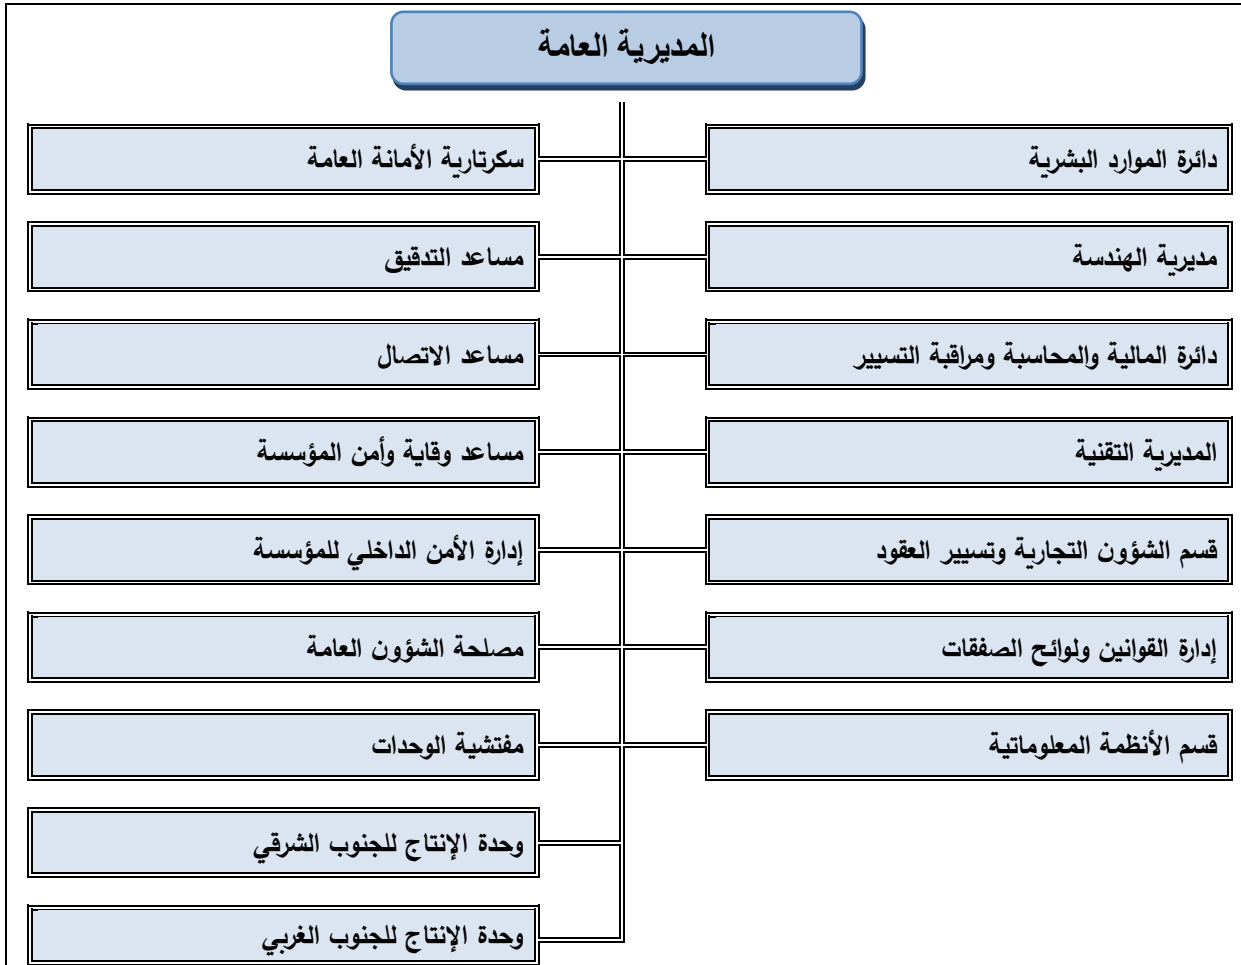 المديرية العامة
دائرة الموارد البشرية
سكرتارية الأمانة العامة
مديرية الهندسة
مساعد التدقيق
دائرة المالية والمحاسبة ومراقبة التسيير
مساعد الاتصال
المديرية التقنية
مساعد وقاية وأمن المؤسسة
قسم الشؤون التجارية وتسيير العقود
إدارة الأمن الداخلي للمؤسسة
إدارة القوانين ولوائح الصفقات
مصلحة الشؤون العامة
قسم الأنظمة المعلوماتية
مفتشية الوحدات
وحدة الإنتاج للجنوب الشرقي
وحدة الإنتاج للجنوب الغربي